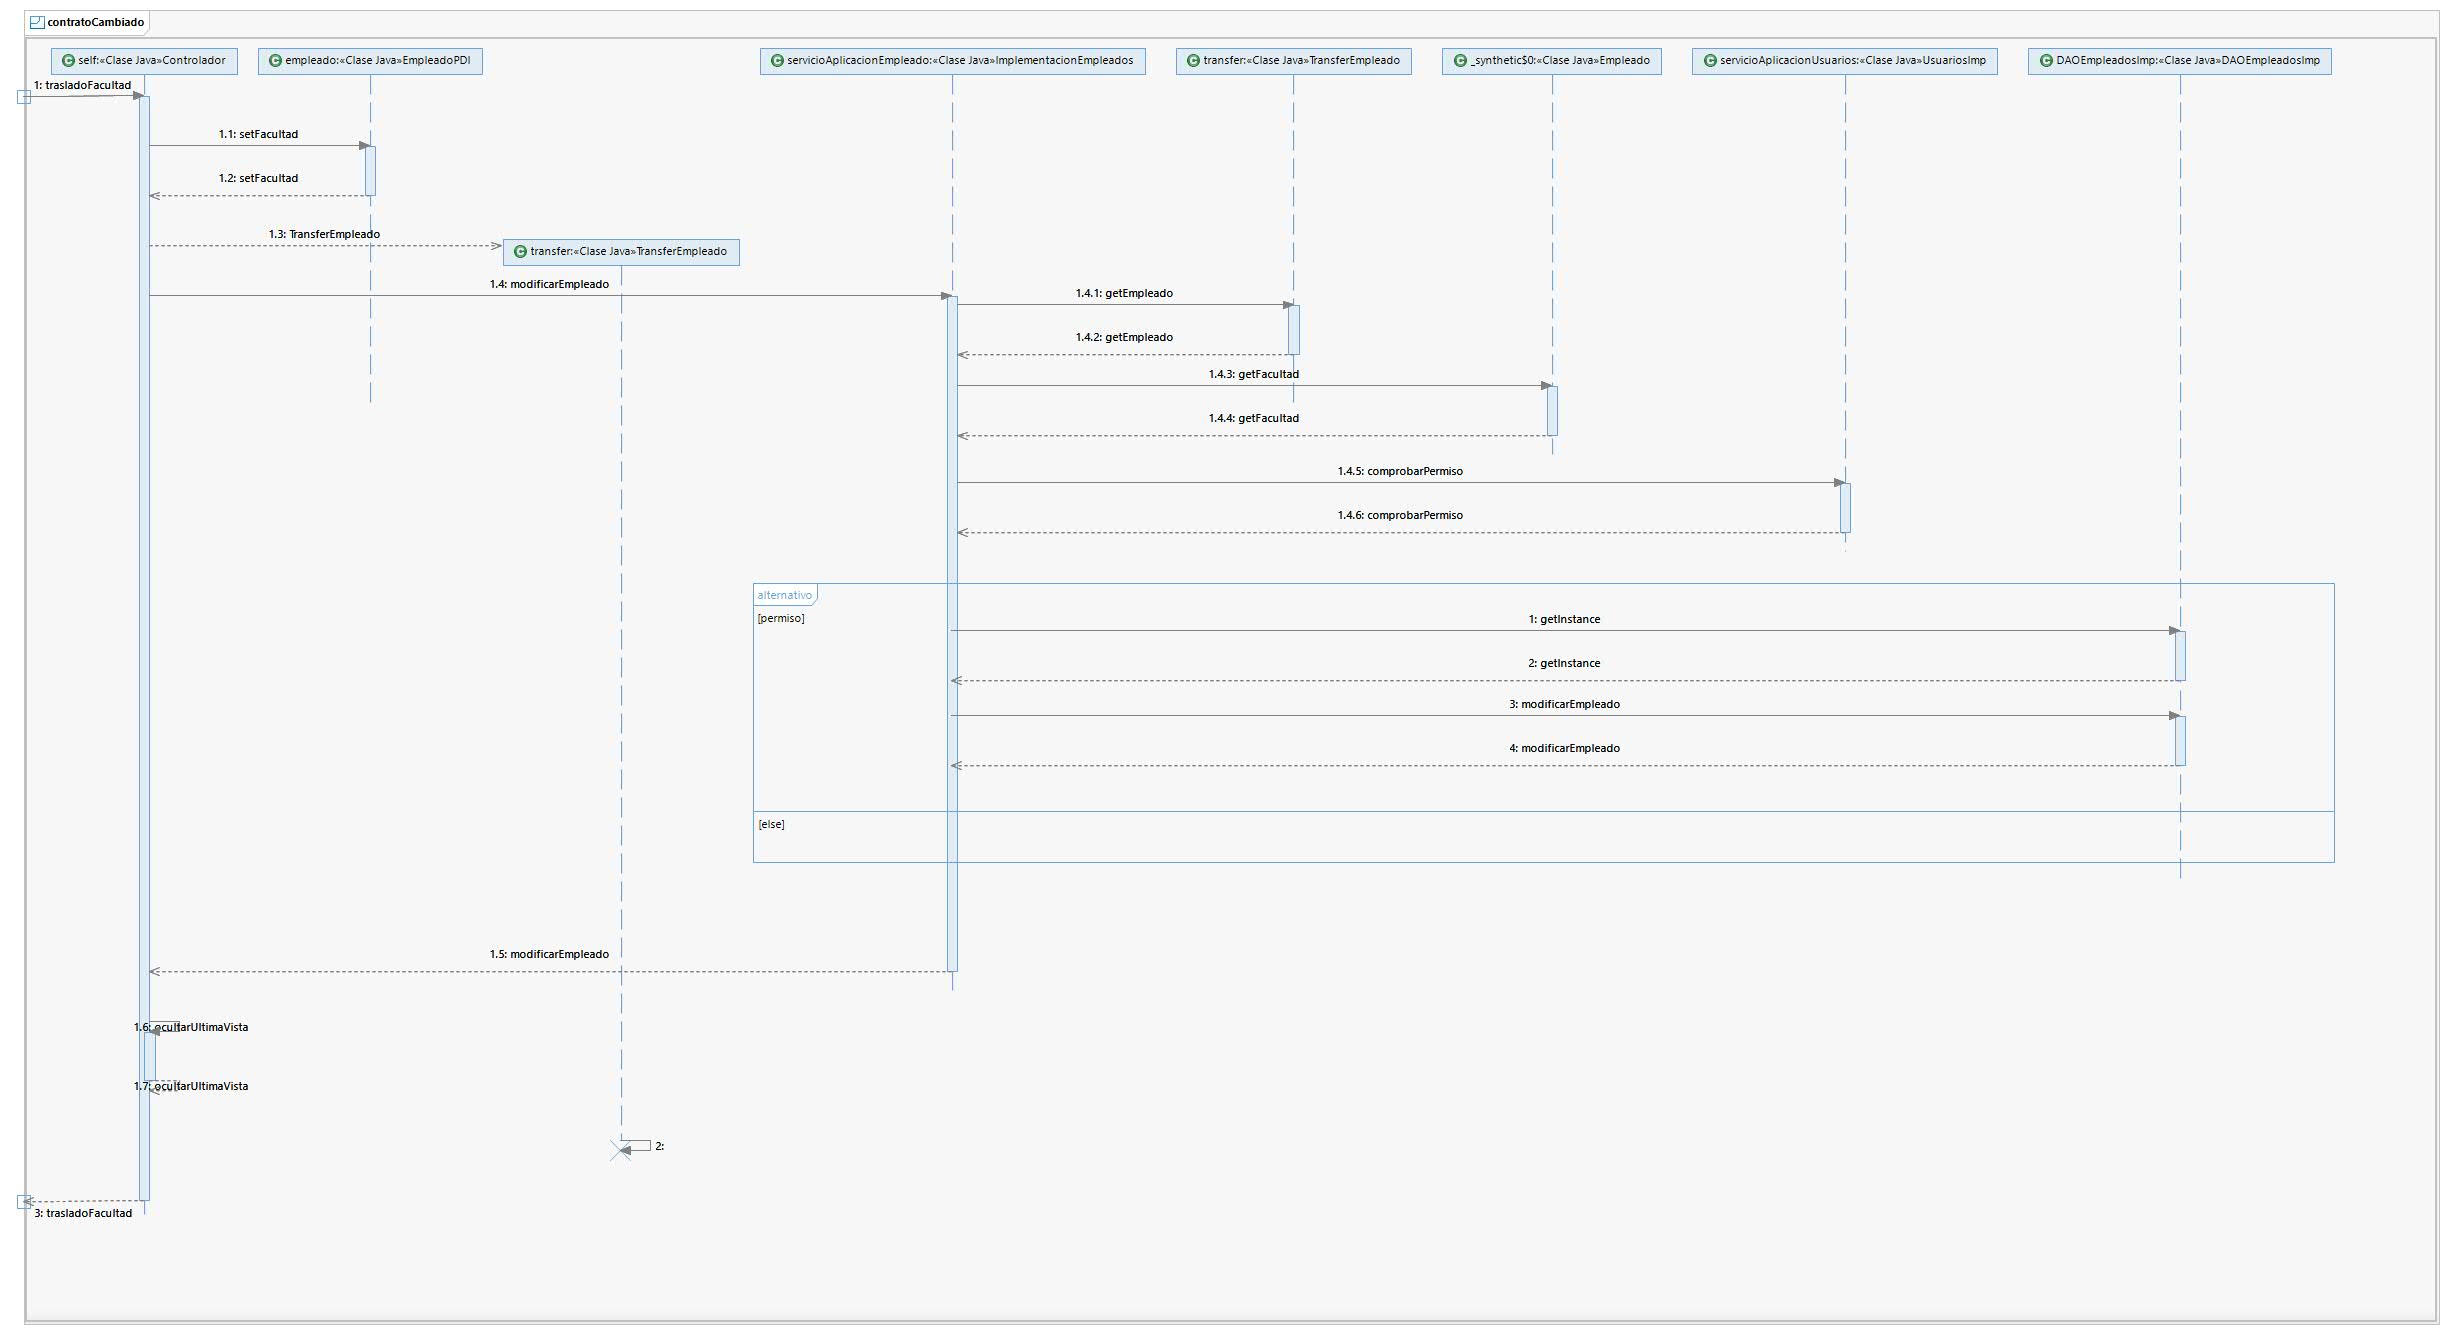 contratoCambiado
self:«Clase Java»Controlador
empleado:«Clase Java»EmpleadoPDI
servicioAplicacionEmpleado:«Clase Java»ImplementacionEmpleados
transfer:«Clase Java»TransferEmpleado
_synthetic$0:«Clase Java»Empleado
servicioAplicacionUsuarios:«Clase Java»UsuariosImp
DAOEmpleadosImp:«Clase Java»DAOEmpleadosImp
1: trasladoFacultad
1.1: setFacultad
1.2: setFacultad
1.3: TransferEmpleado
transfer:«Clase Java»TransferEmpleado
1.4: modificarEmpleado
1.4.1: getEmpleado
1.4.2: getEmpleado
1.4.3: getFacultad
1.4.4: getFacultad
1.4.5: comprobarPermiso
1.4.6: comprobarPermiso
alternativo
[permiso]
1: getInstance
2: getInstance
3: modificarEmpleado
4: modificarEmpleado
[else]
1.5: modificarEmpleado
1.6: ocultarUltimaVista
1.7: ocultarUltimaVista
2:
3: trasladoFacultad